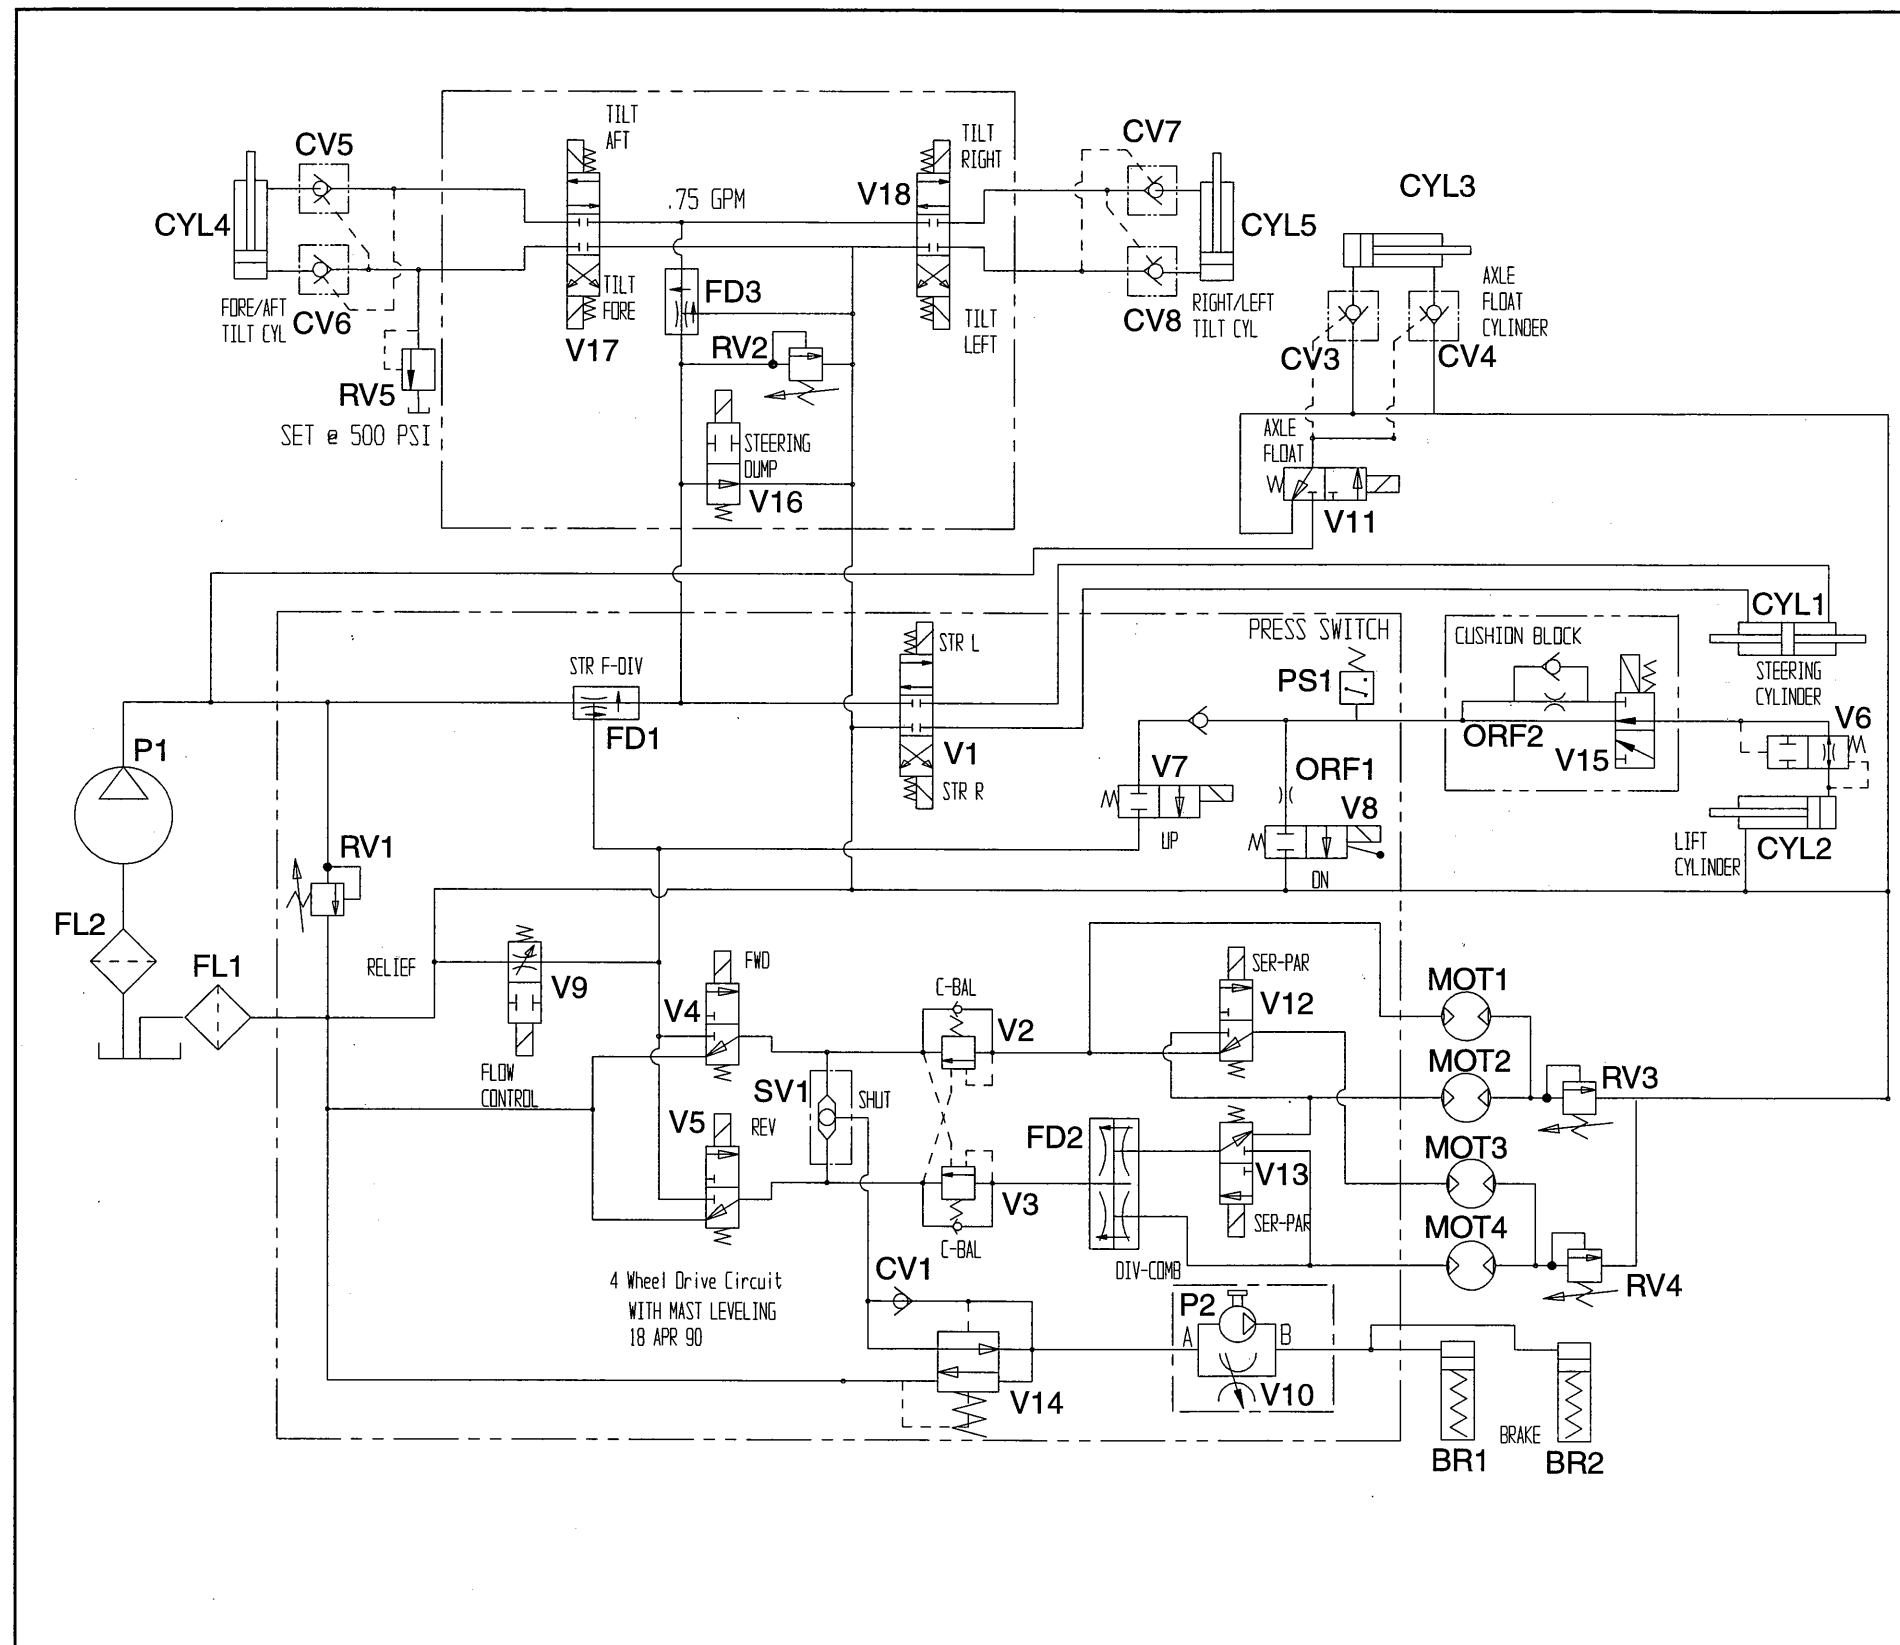 TILT
AFT
CV5
CYL4
FORE/AFT
TILT CYL
CV6
RV5
SET @ 500 PSI
TILT
FORE
V17
.75 GPM
FD3
RV2
STEERING
DUMP
V16
TILT
RIGHT
V18
TILT
LEFT
CV7
CYL5
RIGHT/LEFT
TILT CYL
CV8
CYL3
AXLE
FLOAT
CYLINDER
CV3
CV4
AXLE
FLOAT
V11
P1
FL2
FL1
RV1
RELIEF
STR F-DIV
FD1
STR L
V1
STR R
PRESS SWITCH
PS1
V7
UP
ORF1
V8
DN
CUSHION BLOCK
ORF2
V15
CYL1
STEERING
CYLINDER
V6
LIFT
CYLINDER
CYL2
V9
FLOW
CONTROL
FWD
V4
V5
REV
SV1
SHUT
C-BAL
V2
V3
C-BAL
SER-PAR
V12
FD2
V13
SER-PAR
DIV-COMB
MOT1
MOT2
MOT3
MOT4
RV3
RV4
4 Wheel Drive Circuit
WITH MAST LEVELING
18 APR 90
CV1
V14
P2
A
B
V10
BR1
BRAKE
BR2